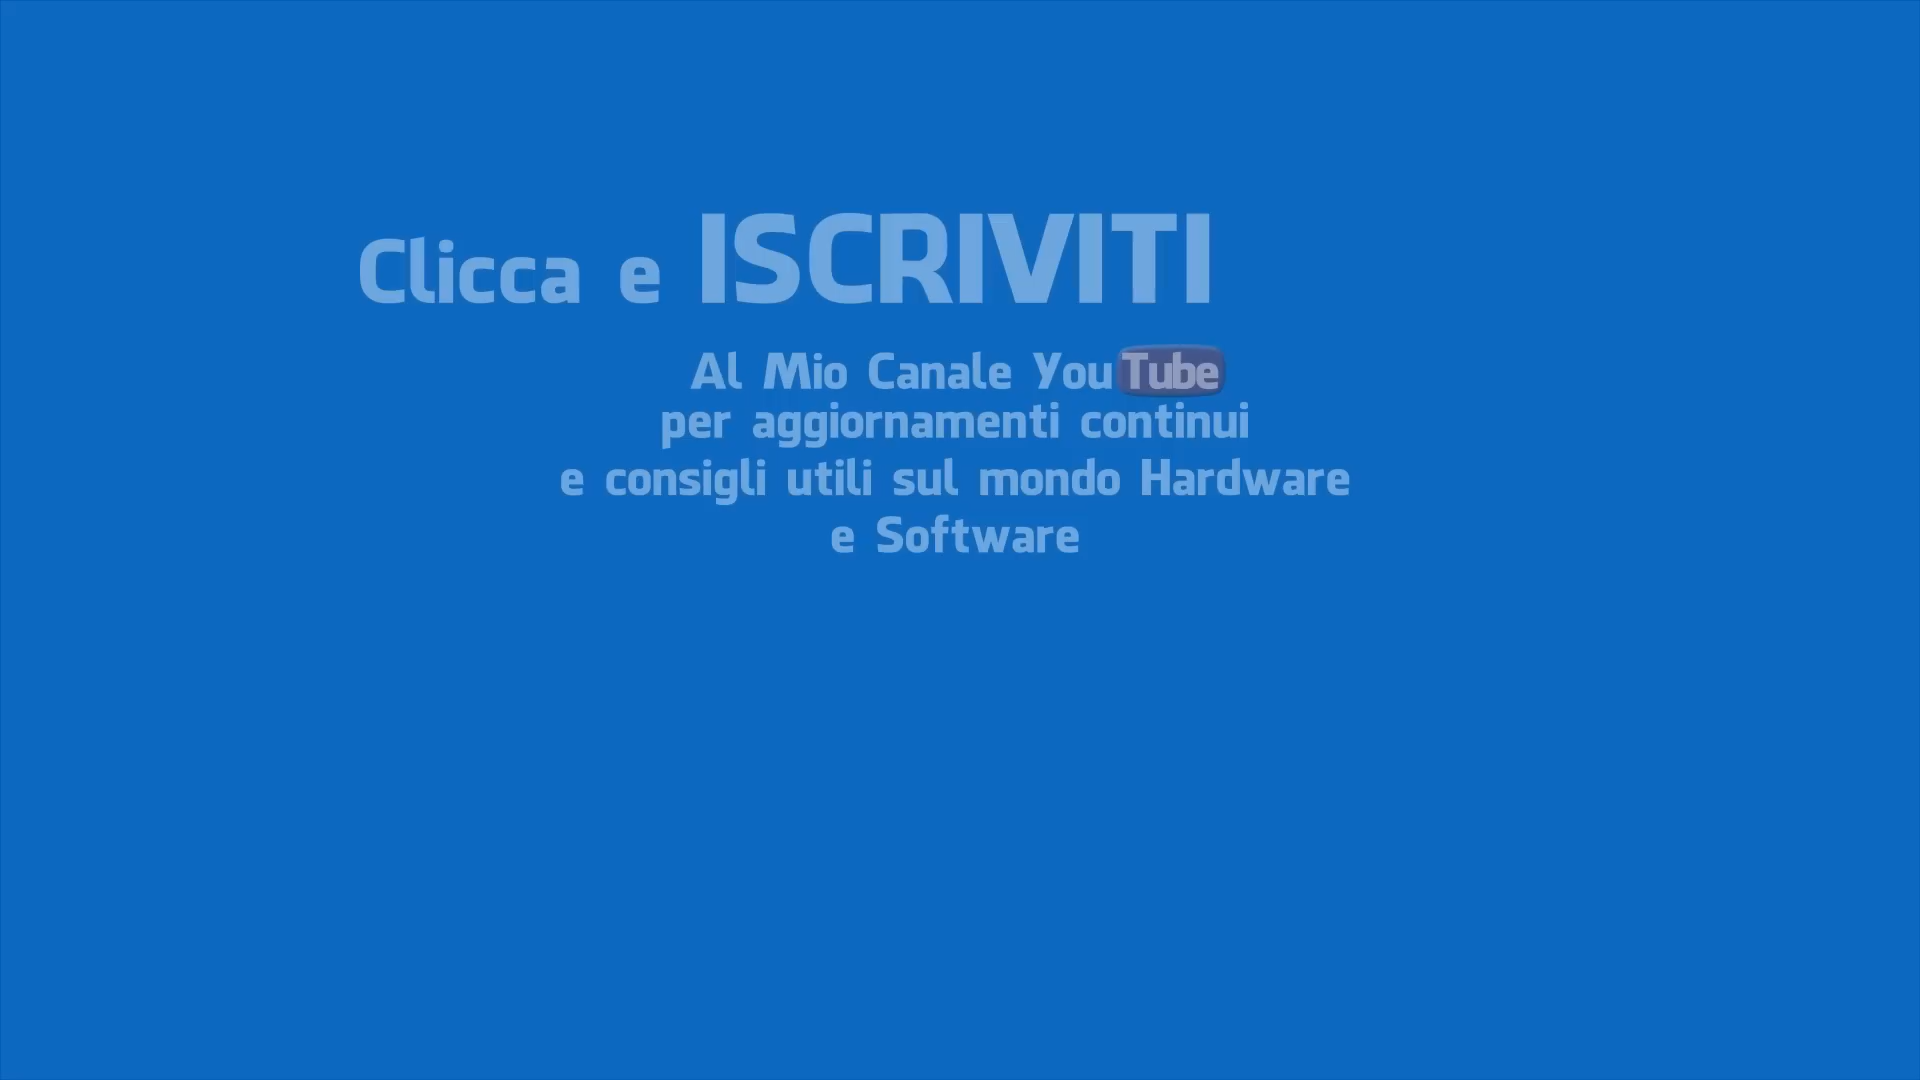 Clicca e ISCRIVITI
Al Mio Canale YouTube
per aggiornamenti continui
e consigli utili sul mondo Hardware
e Software